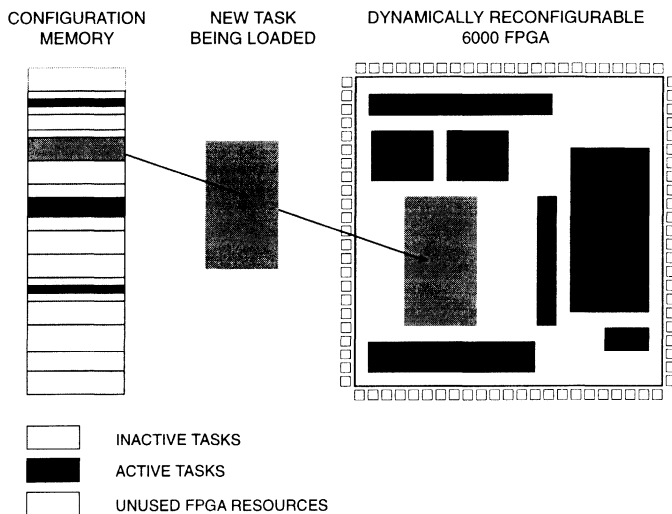 CONFIGURATION
MEMORY
NEW TASK
BEING LOADED
DYNAMICALLY RECONFIGURABLE
6000 FPGA
INACTIVE TASKS
ACTIVE TASKS
UNUSED FPGA RESOURCES